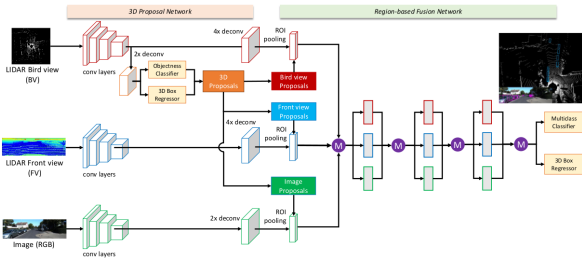 3D Proposal Network
Region-based Fusion Network
4x deconv
ROI
pooling
2x deconv
LIDAR Bird view
(BV)
conv layers
Objectness
Classifier
3D Box
Regressor
3D
Proposals
Bird view
Proposals
Front view
Proposals
4x deconv
ROI
pooling
Multiclass
Classifier
M
M
M
M
3D Box
Regressor
LIDAR Front view
(FV)
conv layers
Image
Proposals
2x deconv
ROI
pooling
Image (RGB)
conv layers